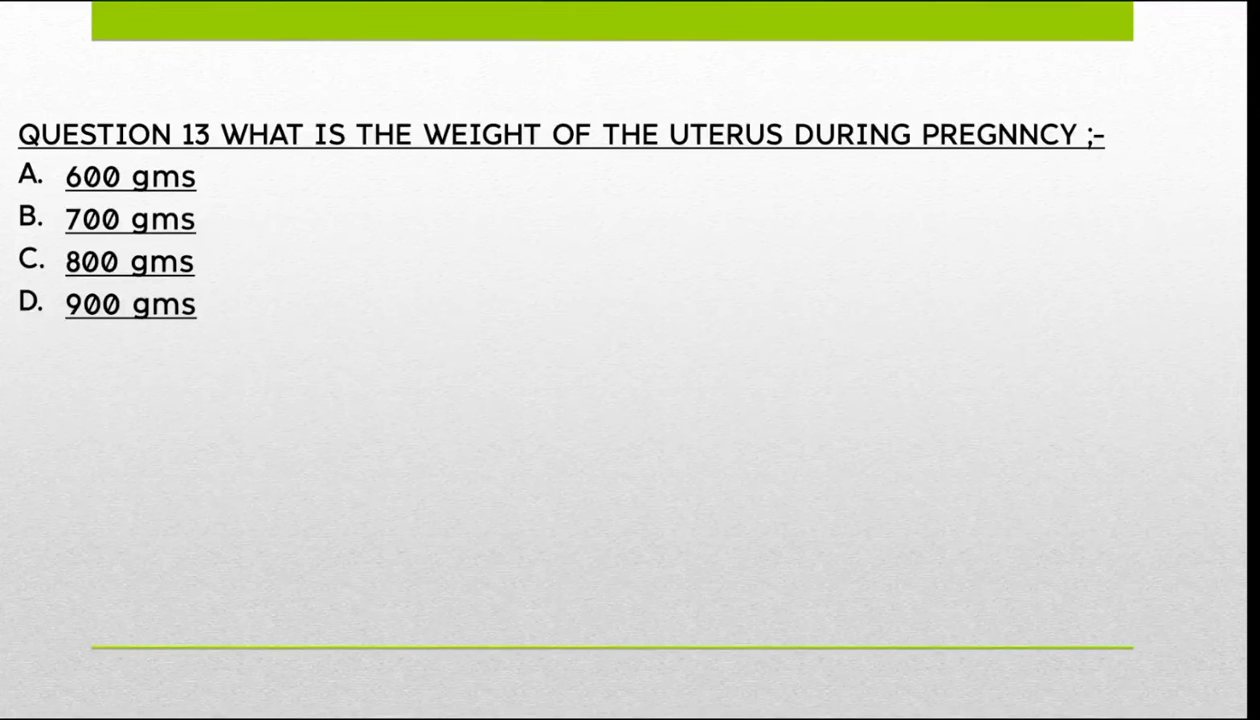 QUESTION 13 WHAT IS THE WEIGHT OF THE UTERUS DURING PREGNNCY ;-
A. 600 gms
B. 700 gms
C. 800 gms
D. 900 gms